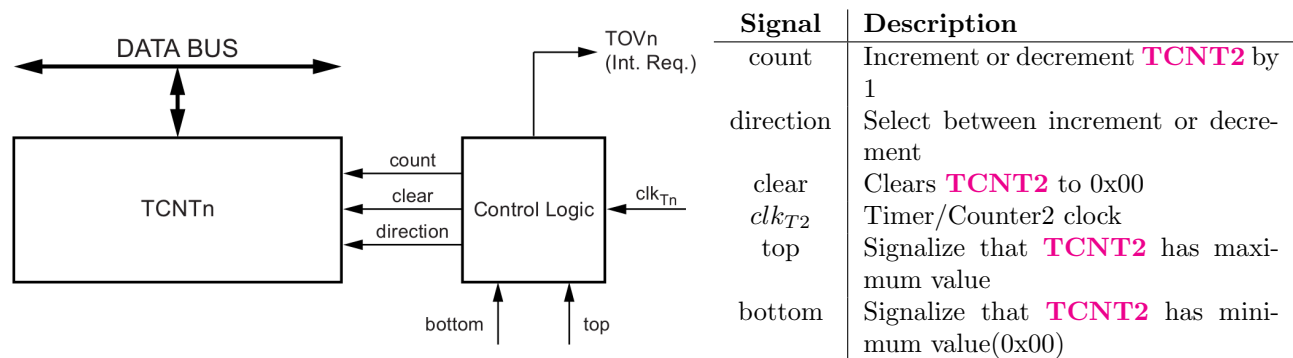 DATA BUS
TOVn
(Int. Req.)
TCNTn
count
clear
direction
Control Logic
clkTn
bottom
top
Signal Description
count Increment or decrement TCNT2 by
1
direction Select between increment or decre-
ment
clear Clears TCNT2 to 0x00
clkT2 Timer/Counter2 clock
top Signalize that TCNT2 has maxi-
mum value
bottom Signalize that TCNT2 has mini-
mum value(0x00)